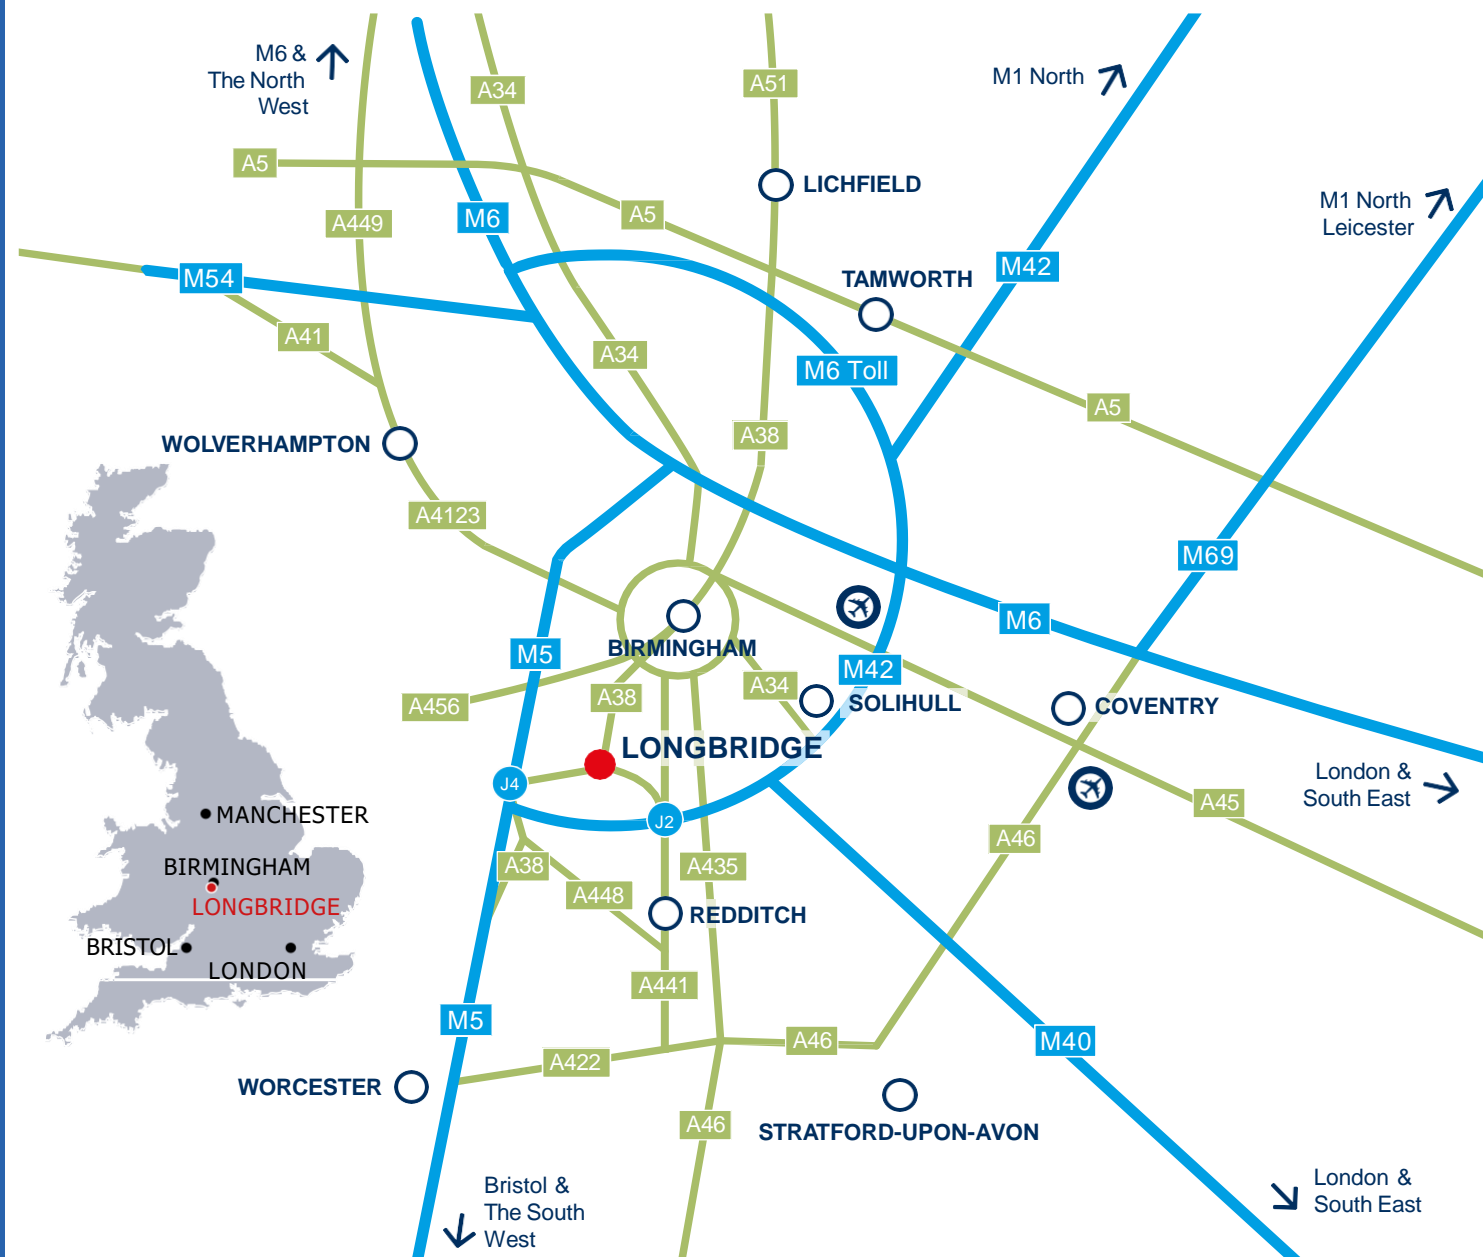 M6 &
The North
West
A34
A51
M1 North
A5
LICHFIELD
M1 North
Leicester
A449
M6
A5
M54
M42
TAMWORTH
A41
A34
M6 Toll
A5
A38
WOLVERHAMPTON
A4123
M69
M6
BIRMINGHAM
M5
M42
A34
A38
A456
SOLIHULL
COVENTRY
LONGBRIDGE
J4
London &
South East
A45
J2
A46
MANCHESTER
BIRMINGHAM
LONGBRIDGE
BRISTOL
LONDON
A38
A435
A448
REDDITCH
A441
M5
A46
M40
A422
WORCESTER
A46
STRATFORD-UPON-AVON
Bristol &
The South
West
London &
South East